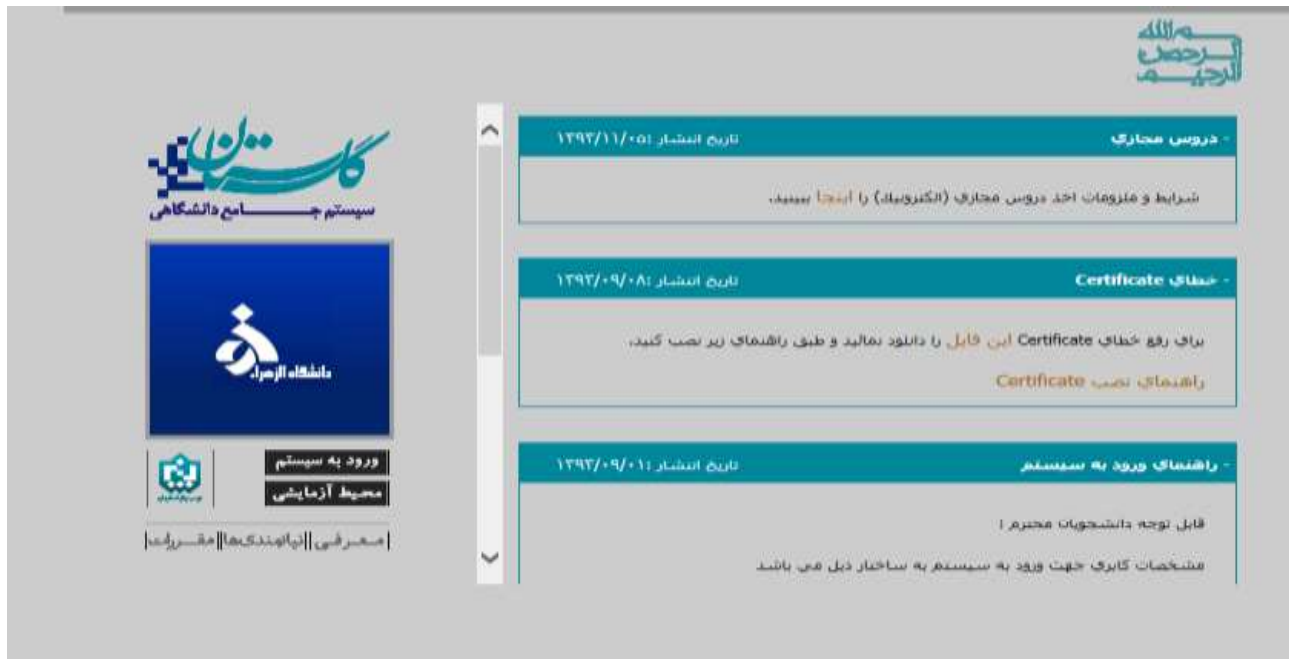 بسم الله
الرحمن
الرحیم
- دروس مجازی
تاریخ انتشار :۱۳۹۳/۱۱/۰۵
شرایط و ملزومات اخذ دروس مجازی (الکترونیک) را اینجا ببینید.
- خطای Certificate
تاریخ انتشار :۱۳۹۳/۰۹/۰۸
برای رفع خطای Certificate این فایل را دانلود نمائید و طبق راهنمای زیر نصب کنید.
راهنمای نصب Certificate
- راهنمای ورود به سیستم
تاریخ انتشار :۱۳۹۳/۰۹/۰۱
قابل توجه دانشجویان محترم :
مشخصات کابری جهت ورود به سیستم به ساختار ذیل می باشد
گلستان
سیستم جامع دانشگاهی
دانشگاه الزهراء
ورود به سیستم
محیط آزمایشی
|معرفی||نیازمندی‌ها||مقررات|